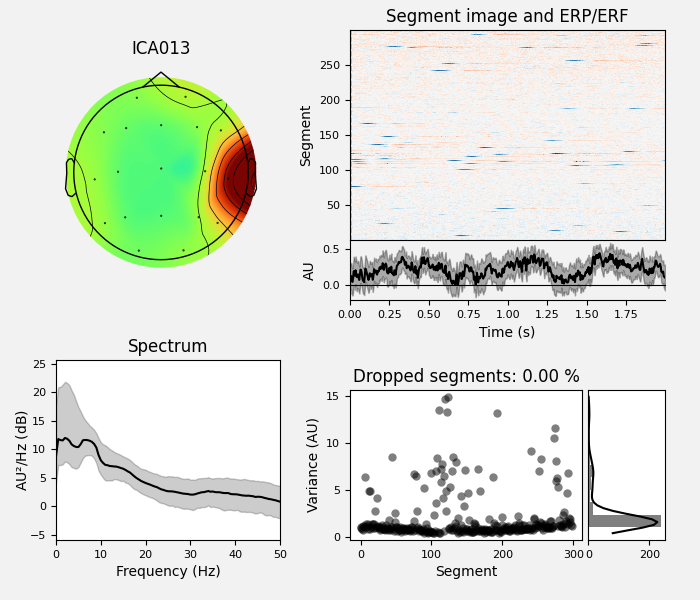 ICA013
Segment image and ERP/ERF
Segment
250
200
150
100
50
AU
0.5
0.0
0.00 0.25 0.50 0.75 1.00 1.25 1.50 1.75
Time (s)
Spectrum
AU²/Hz (dB)
25
20
15
10
5
0
−5
0 10 20 30 40 50
Frequency (Hz)
Dropped segments: 0.00 %
Variance (AU)
15
10
5
0
0 100 200 300
Segment
0 200